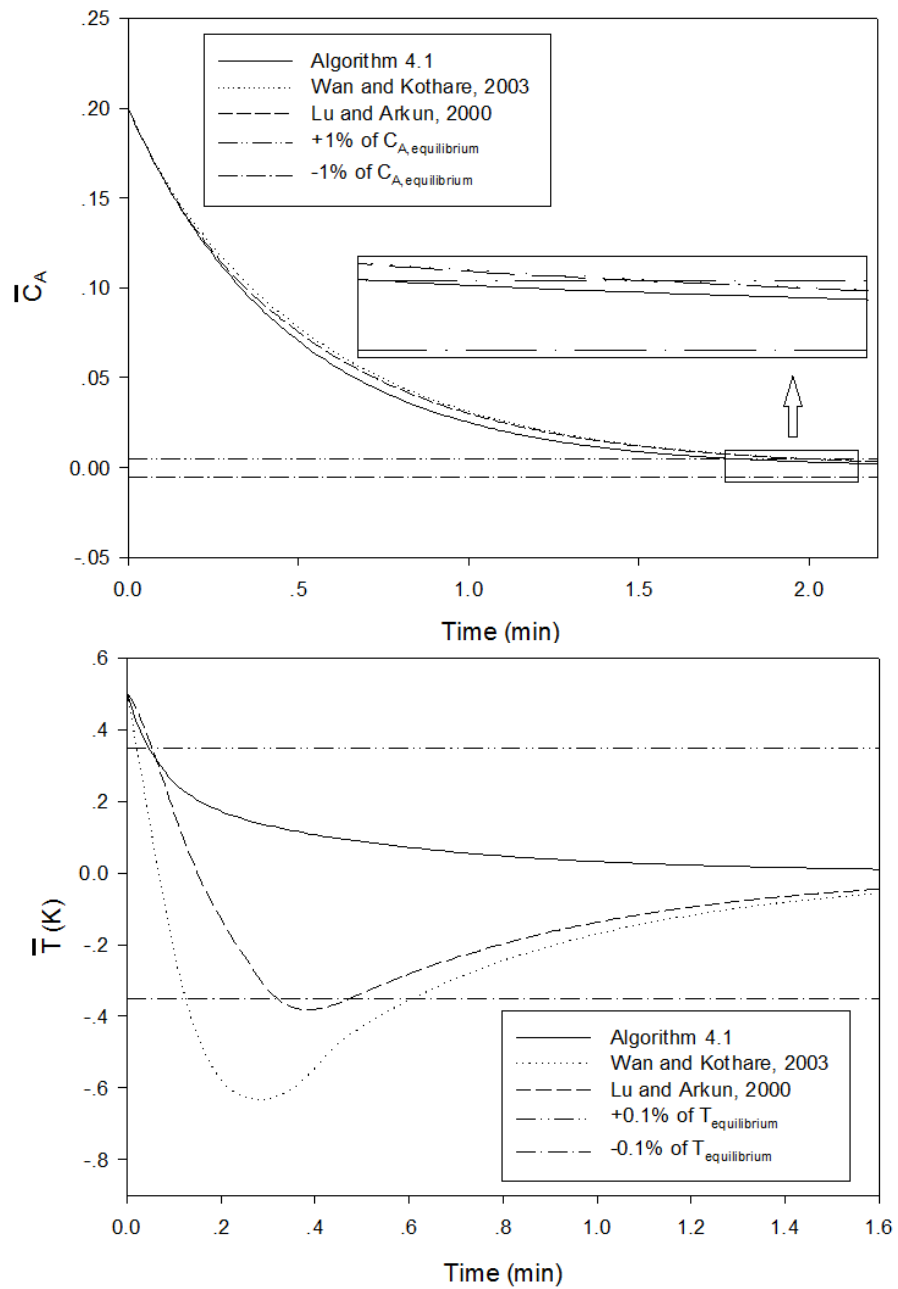 .25
.20
.15
.10
.05
0.00
-.05
C̅A
Algorithm 4.1
Wan and Kothare, 2003
Lu and Arkun, 2000
+1% of CA, equilibrium
-1% of CA, equilibrium
0.0 .5 1.0 1.5 2.0
Time (min)
.6
.4
.2
0.0
-.2
-.4
-.6
-.8
T̅ (K)
Algorithm 4.1
Wan and Kothare, 2003
Lu and Arkun, 2000
+0.1% of Tequilibrium
-0.1% of Tequilibrium
0.0 .2 .4 .6 .8 1.0 1.2 1.4 1.6
Time (min)